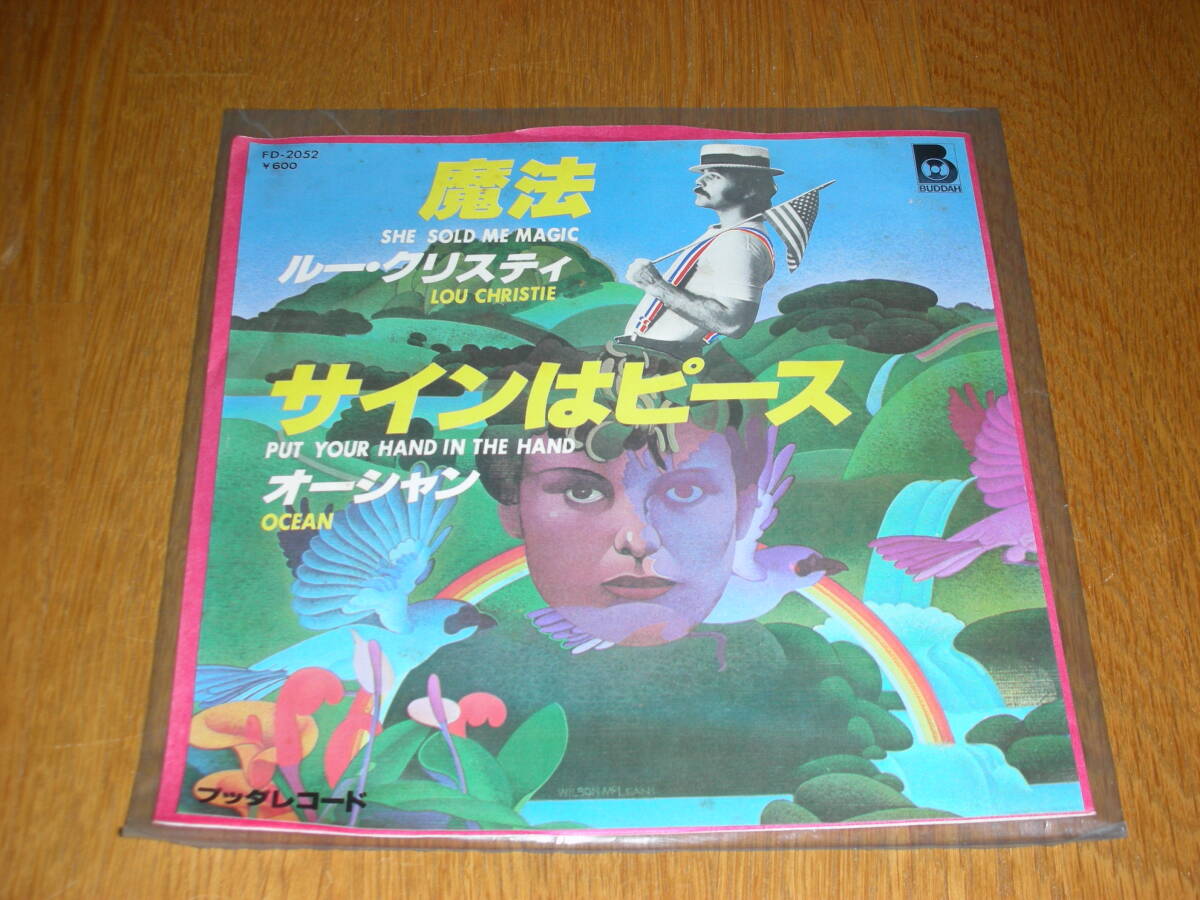 FD-2052
¥600
魔法
SHE SOLD ME MAGIC
ルー・クリスティ
LOU CHRISTIE
BUDDAH
サインはピース
PUT YOUR HAND IN THE HAND
オーシャン
OCEAN
ブッダレコード
WILSON McLEAN